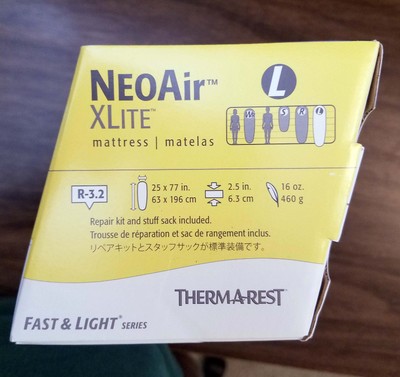 NEOAIR™
XLITE™
mattress | matelas
L
W S R L
R-3.2
25 x 77 in.
63 x 196 cm
2.5 in.
6.3 cm
16 oz.
460 g
Repair kit and stuff sack included.
Trousse de réparation et sac de rangement inclus.
リペアキットとスタッフサックが標準装備です。
THERM-A-REST®
FAST & LIGHT® SERIES